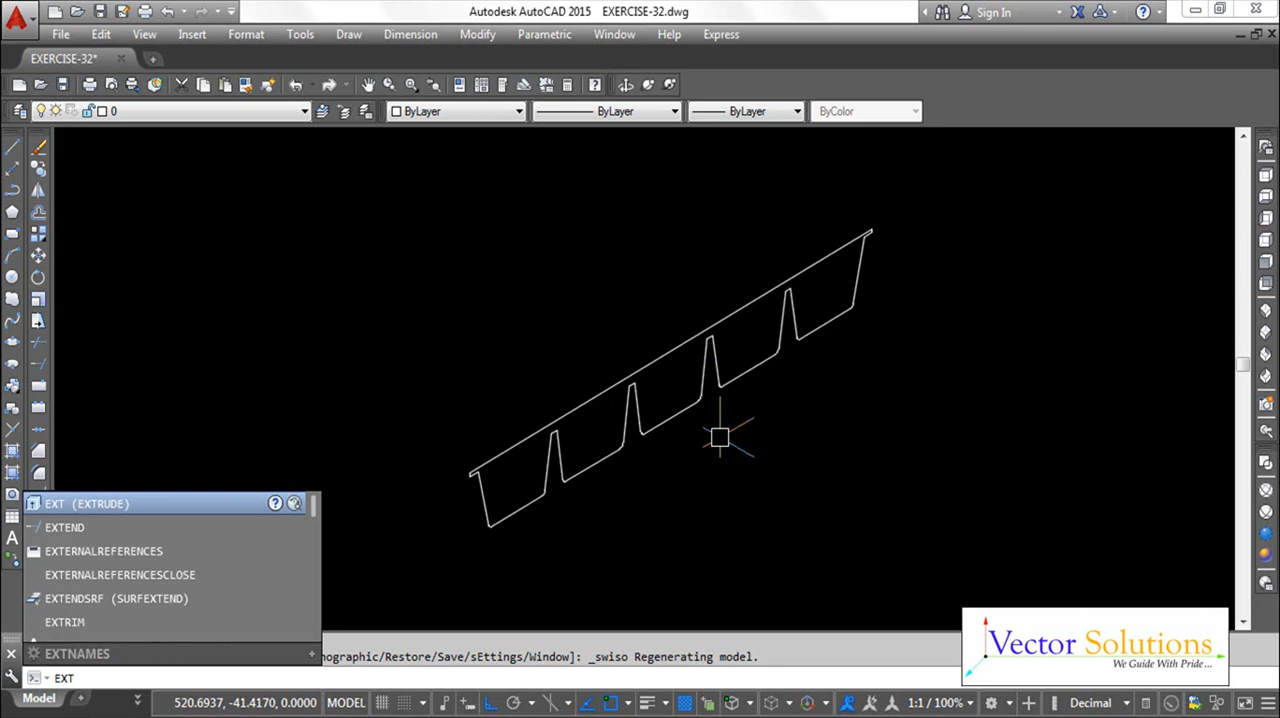 Autodesk AutoCAD 2015 EXERCISE-32.dwg
Sign In
File Edit View Insert Format Tools Draw Dimension Modify Parametric Window Help Express
EXERCISE-32*
0
ByLayer
ByLayer
ByLayer
ByColor
EXT (EXTRUDE)
EXTEND
EXTERNALREFERENCES
EXTERNALREFERENCESCLOSE
EXTENDSRF (SURFEXTEND)
EXTRIM
EXTNAMES
nographic/Restore/Save/sEttings/Window]: _swiso Regenerating model.
EXT
Vector Solutions
We Guide With Pride...
Model
520.6937, -41.4170, 0.0000 MODEL
1:1 / 100%
Decimal